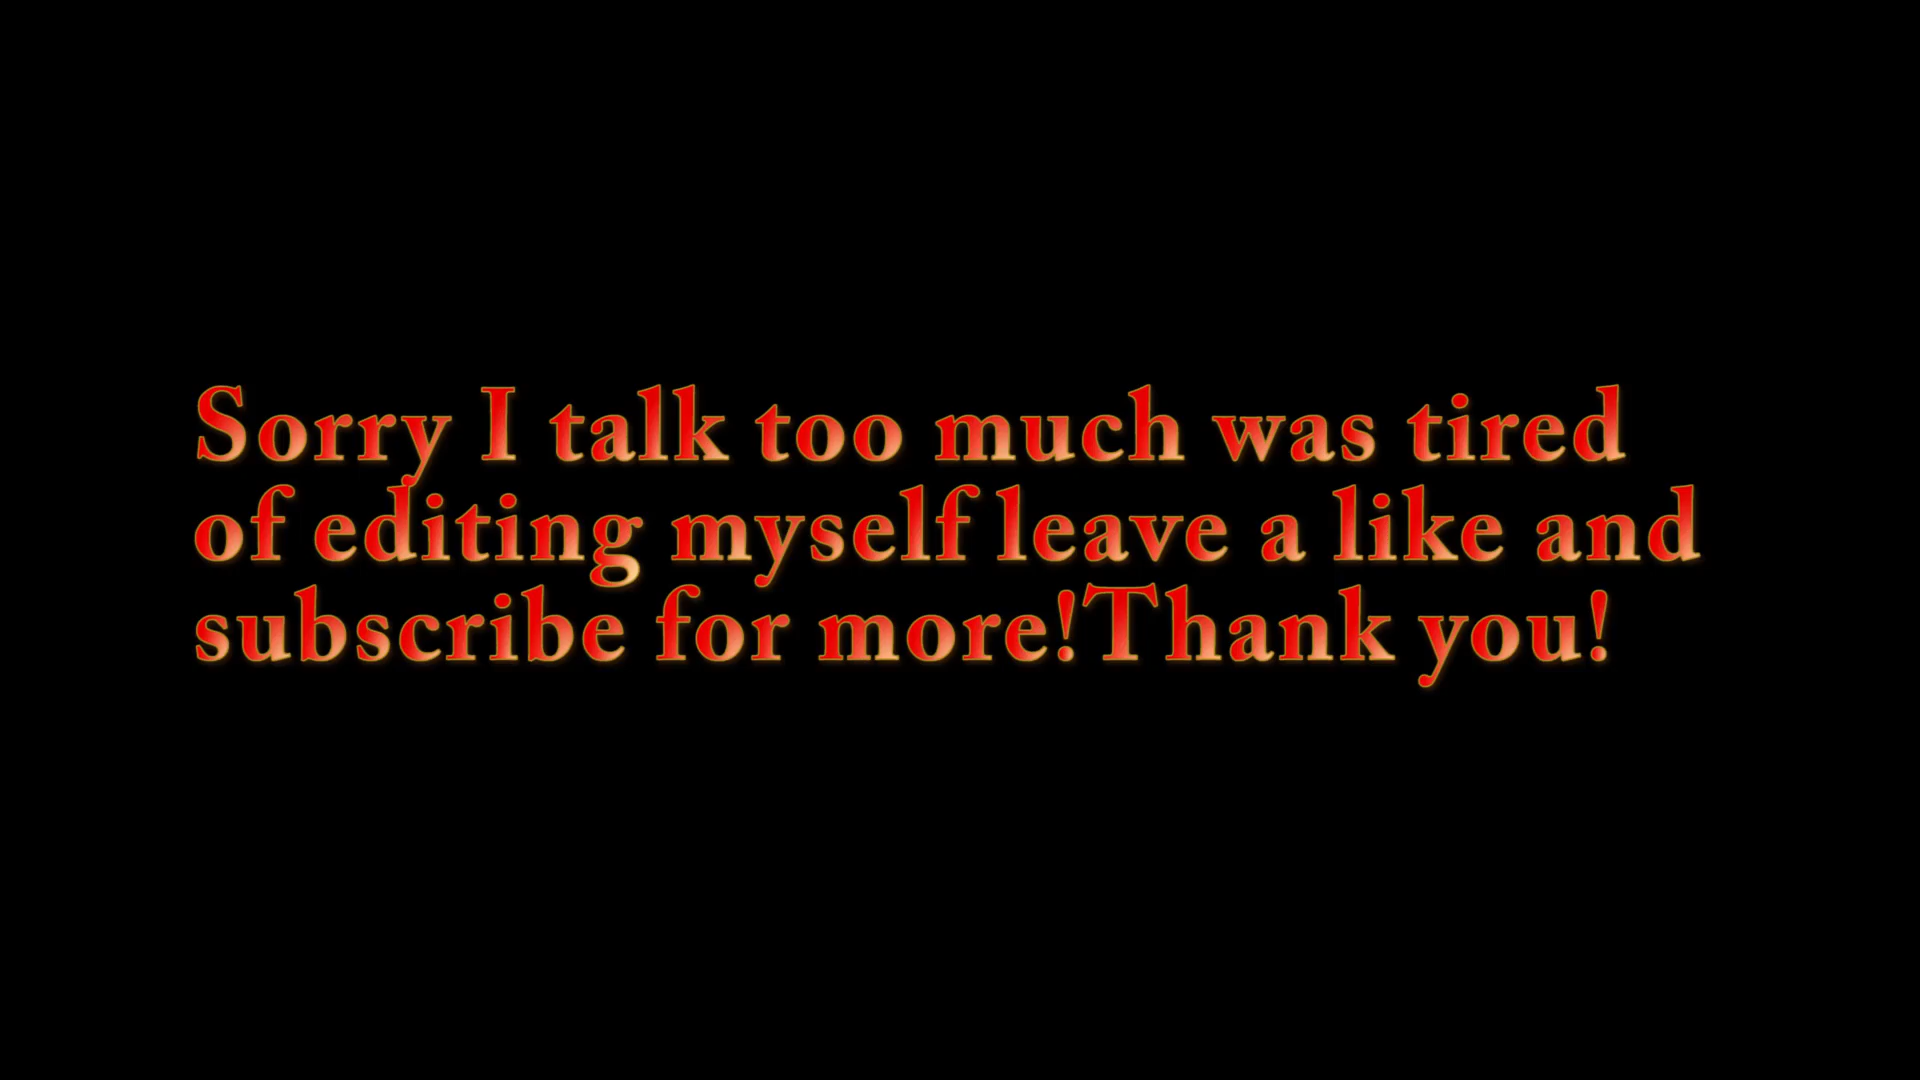 Sorry I talk too much was tired
of editing myself leave a like and
subscribe for more!Thank you!